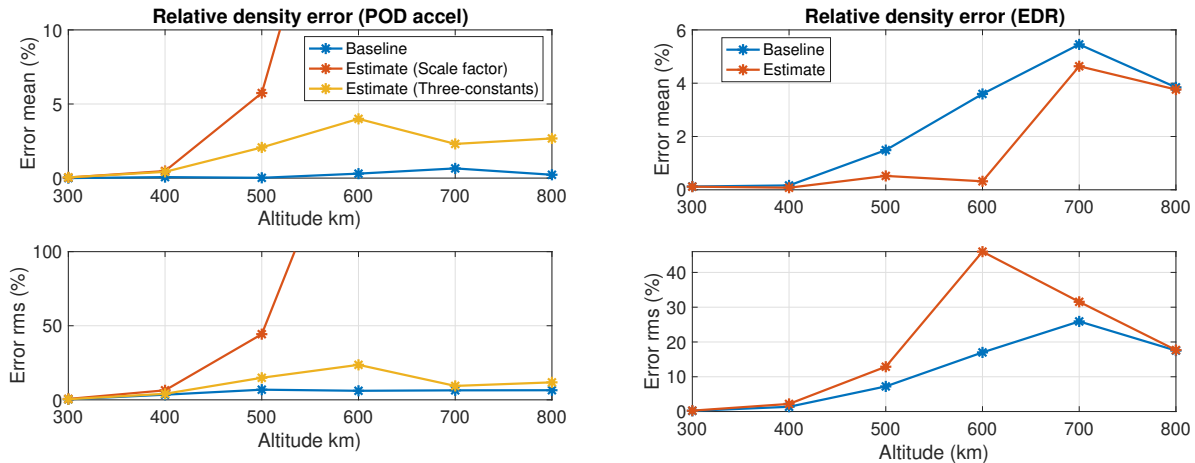 Relative density error (POD accel)
10
5
0
Error mean (%)
Baseline
Estimate (Scale factor)
Estimate (Three-constants)
300 400 500 600 700 800
Altitude km)
100
50
0
Error rms (%)
300 400 500 600 700 800
Altitude km)
Relative density error (EDR)
6
4
2
0
Error mean (%)
Baseline
Estimate
300 400 500 600 700 800
40
30
20
10
0
Error rms (%)
300 400 500 600 700 800
Altitude (km)